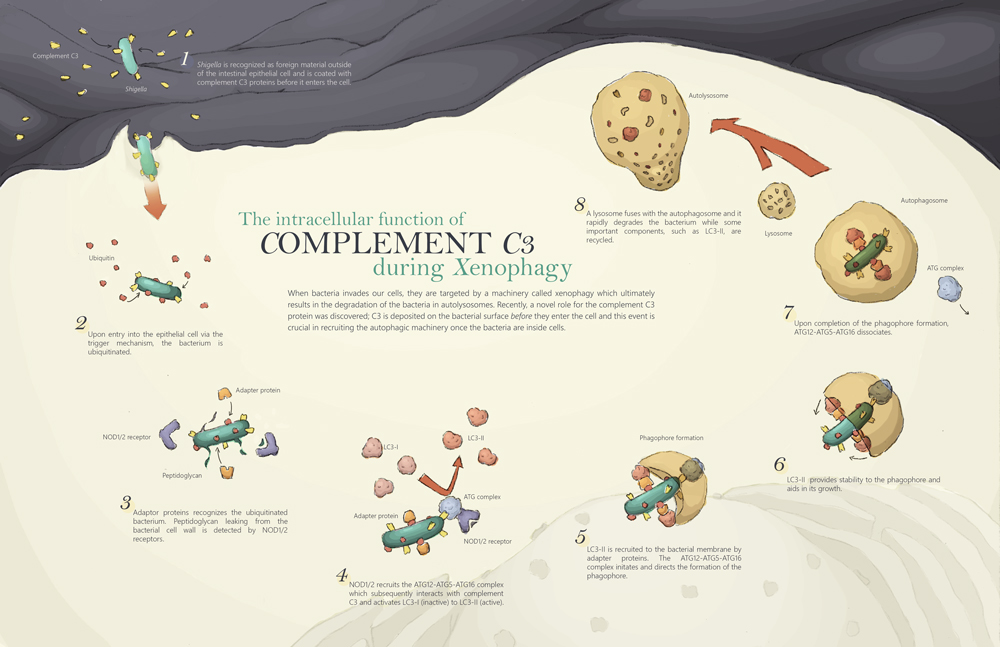 Complement C3
Shigella
1
Shigella is recognized as foreign material outside
of the intestinal epithelial cell and is coated with
complement C3 proteins before it enters the cell.
The intracellular function of
COMPLEMENT C3
during Xenophagy
When bacteria invades our cells, they are targeted by a machinery called xenophagy which ultimately
results in the degradation of the bacteria in autolysosomes. Recently, a novel role for the complement C3
protein was discovered; C3 is deposited on the bacterial surface before they enter the cell and this event is
crucial in recruiting the autophagic machinery once the bacteria are inside cells.
Ubiquitin
2
Upon entry into the epithelial cell via the
trigger mechanism, the bacterium is
ubiquitinated.
Adapter protein
NOD1/2 receptor
Peptidoglycan
3
Adaptor proteins recognizes the ubiquitinated
bacterium. Peptidoglycan leaking from the
bacterial cell wall is detected by NOD1/2
receptors.
LC3-I
LC3-II
ATG complex
Adapter protein
NOD1/2 receptor
4
NOD1/2 recruits the ATG12-ATG5-ATG16 complex
which subsequently interacts with complement
C3 and activates LC3-I (inactive) to LC3-II (active).
Phagophore formation
5
LC3-II is recruited to the bacterial membrane by
adapter proteins. The ATG12-ATG5-ATG16
complex initates and directs the formation of the
phagophore.
6
LC3-II provides stability to the phagophore and
aids in its growth.
Autophagosome
ATG complex
7
Upon completion of the phagophore formation,
ATG12-ATG5-ATG16 dissociates.
Autolysosome
Lysosome
8
A lysosome fuses with the autophagosome and it
rapidly degrades the bacterium while some
important components, such as LC3-II, are
recycled.